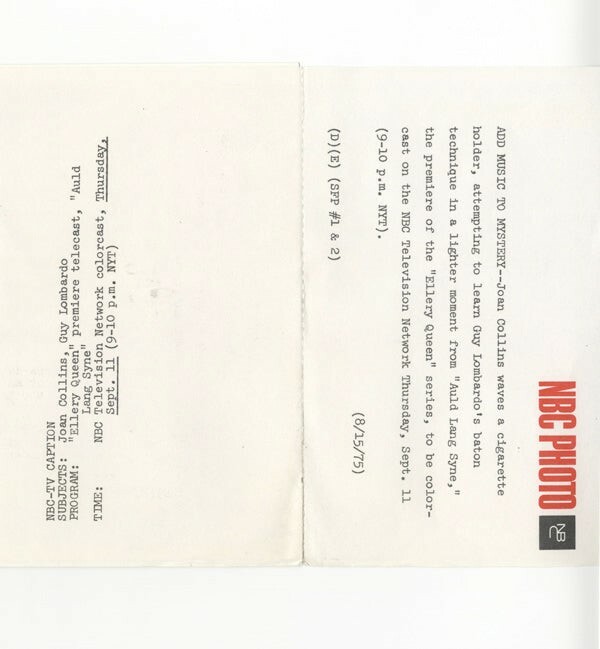 NBC PHOTO
NBC
ADD MUSIC TO MYSTERY--Joan Collins waves a cigarette
holder, attempting to learn Guy Lombardo's baton
technique in a lighter moment from "Auld Lang Syne,"
the premiere of the "Ellery Queen" series, to be color-
cast on the NBC Television Network Thursday, Sept. 11
(9-10 p.m. NYT).
(8/15/75)
(D)(E) (SFP #1 & 2)
NBC-TV CAPTION
SUBJECTS: Joan Collins, Guy Lombardo
PROGRAM: "Ellery Queen" premiere telecast, "Auld
Lang Syne"
TIME: NBC Television Network colorcast, Thursday,
Sept. 11 (9-10 p.m. NYT)